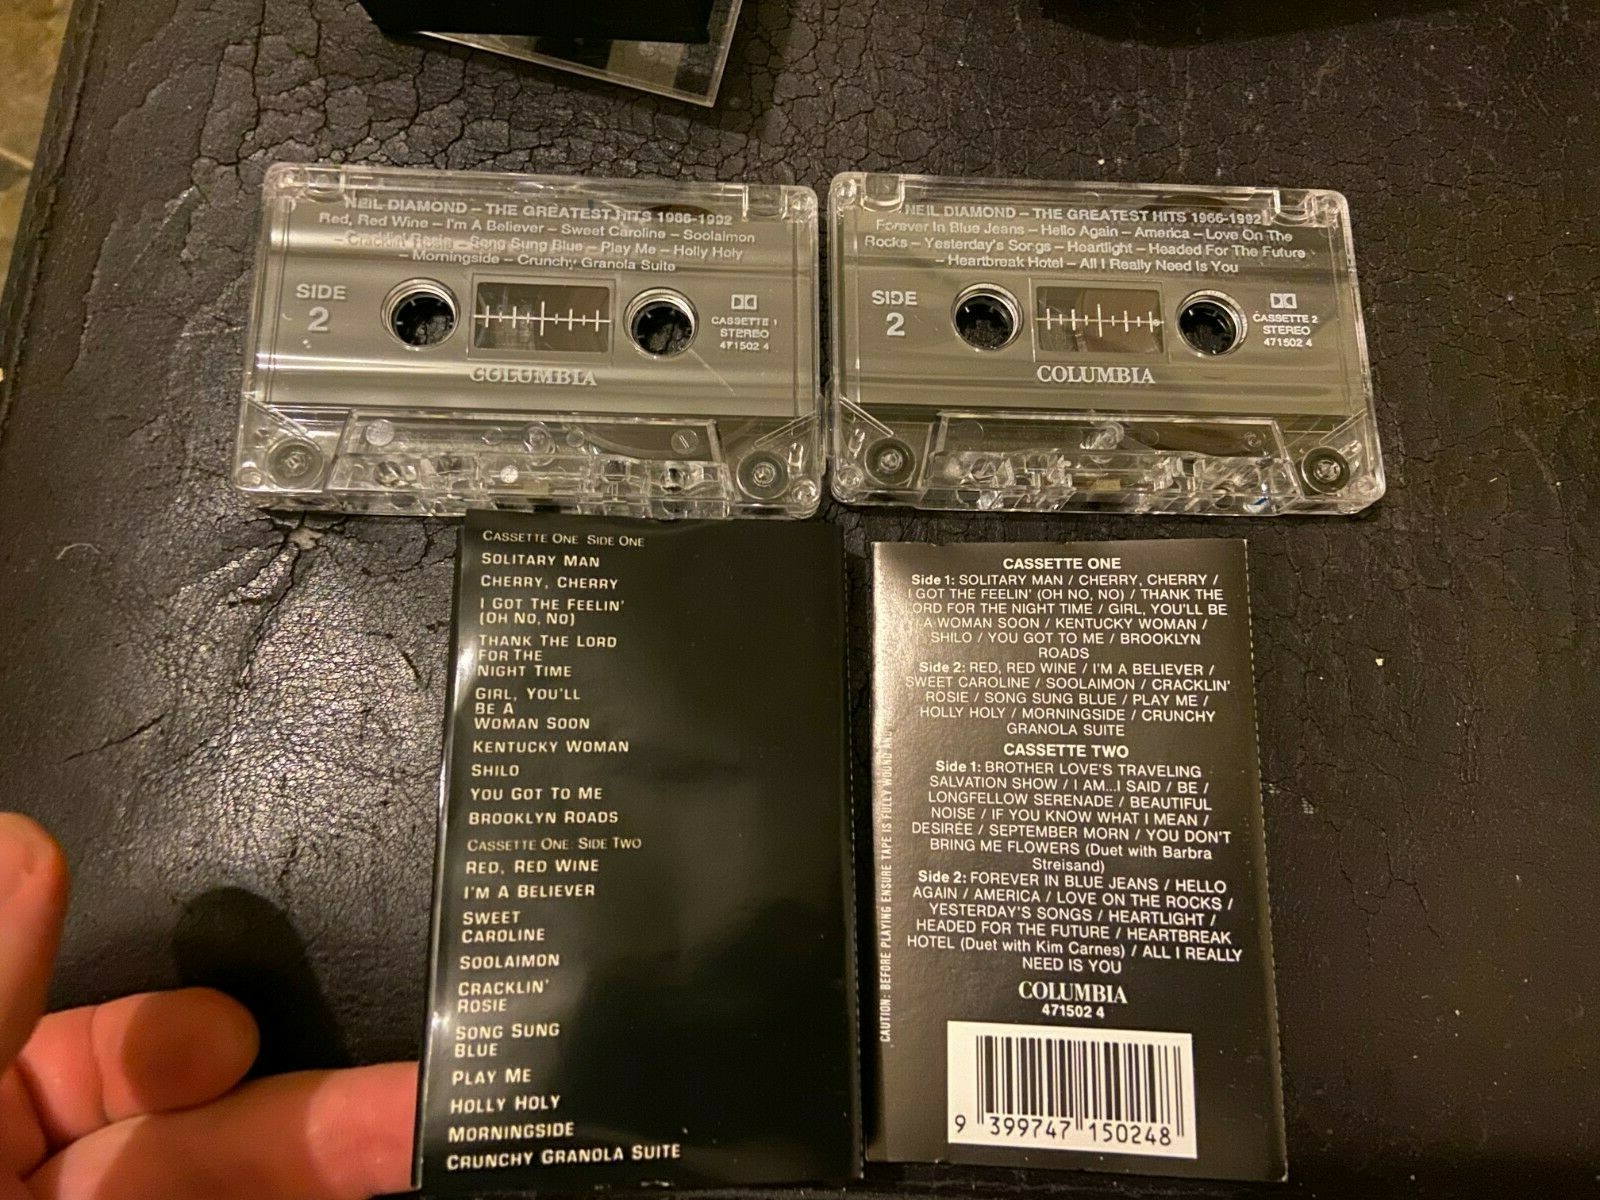 NEIL DIAMOND – THE GREATEST HITS 1966-1992
Red, Red Wine – I'm A Believer – Sweet Caroline – Soolaimon
– Cracklin' Rosie – Song Sung Blue – Play Me – Holly Holy
– Morningside – Crunchy Granola Suite
SIDE
2
CASSETTE 1
STEREO
471502 4
COLUMBIA
NEIL DIAMOND – THE GREATEST HITS 1966-1992
Forever In Blue Jeans – Hello Again – America – Love On The
Rocks – Yesterday's Songs – Heartlight – Headed For The Future
– Heartbreak Hotel – All I Really Need Is You
SIDE
2
CASSETTE 2
STEREO
471502 4
COLUMBIA
CASSETTE ONE SIDE ONE
SOLITARY MAN
CHERRY, CHERRY
I GOT THE FEELIN'
(OH NO, NO)
THANK THE LORD
FOR THE
NIGHT TIME
GIRL, YOU'LL
BE A
WOMAN SOON
KENTUCKY WOMAN
SHILO
YOU GOT TO ME
BROOKLYN ROADS
CASSETTE ONE SIDE TWO
RED, RED WINE
I'M A BELIEVER
SWEET
CAROLINE
SOOLAIMON
CRACKLIN'
ROSIE
SONG SUNG
BLUE
PLAY ME
HOLLY HOLY
MORNINGSIDE
CRUNCHY GRANOLA SUITE
CASSETTE ONE
Side 1: SOLITARY MAN / CHERRY, CHERRY /
I GOT THE FEELIN' (OH NO, NO) / THANK THE
LORD FOR THE NIGHT TIME / GIRL, YOU'LL BE
A WOMAN SOON / KENTUCKY WOMAN /
SHILO / YOU GOT TO ME / BROOKLYN
ROADS
Side 2: RED, RED WINE / I'M A BELIEVER /
SWEET CAROLINE / SOOLAIMON / CRACKLIN'
ROSIE / SONG SUNG BLUE / PLAY ME /
HOLLY HOLY / MORNINGSIDE / CRUNCHY
GRANOLA SUITE
CASSETTE TWO
Side 1: BROTHER LOVE'S TRAVELING
SALVATION SHOW / I AM...I SAID / BE /
LONGFELLOW SERENADE / BEAUTIFUL
NOISE / IF YOU KNOW WHAT I MEAN /
DESIRÉE / SEPTEMBER MORN / YOU DON'T
BRING ME FLOWERS (Duet with Barbra
Streisand)
Side 2: FOREVER IN BLUE JEANS / HELLO
AGAIN / AMERICA / LOVE ON THE ROCKS /
YESTERDAY'S SONGS / HEARTLIGHT /
HEADED FOR THE FUTURE / HEARTBREAK
HOTEL (Duet with Kim Carnes) / ALL I REALLY
NEED IS YOU
COLUMBIA
471502 4
9 399747 150248
CAUTION: BEFORE PLAYING ENSURE TAPE IS FULLY WOUND AND